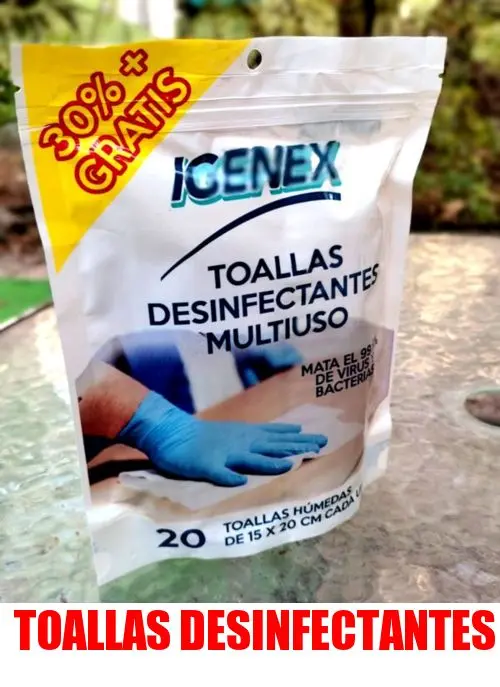 30% +
GRATIS
IGENEX
TOALLAS
DESINFECTANTES
MULTIUSO
MATA EL 99
DE VIRUS
BACTERIAS
20
TOALLAS HÚMEDAS
DE 15 X 20 CM CADA
TOALLAS DESINFECTANTES